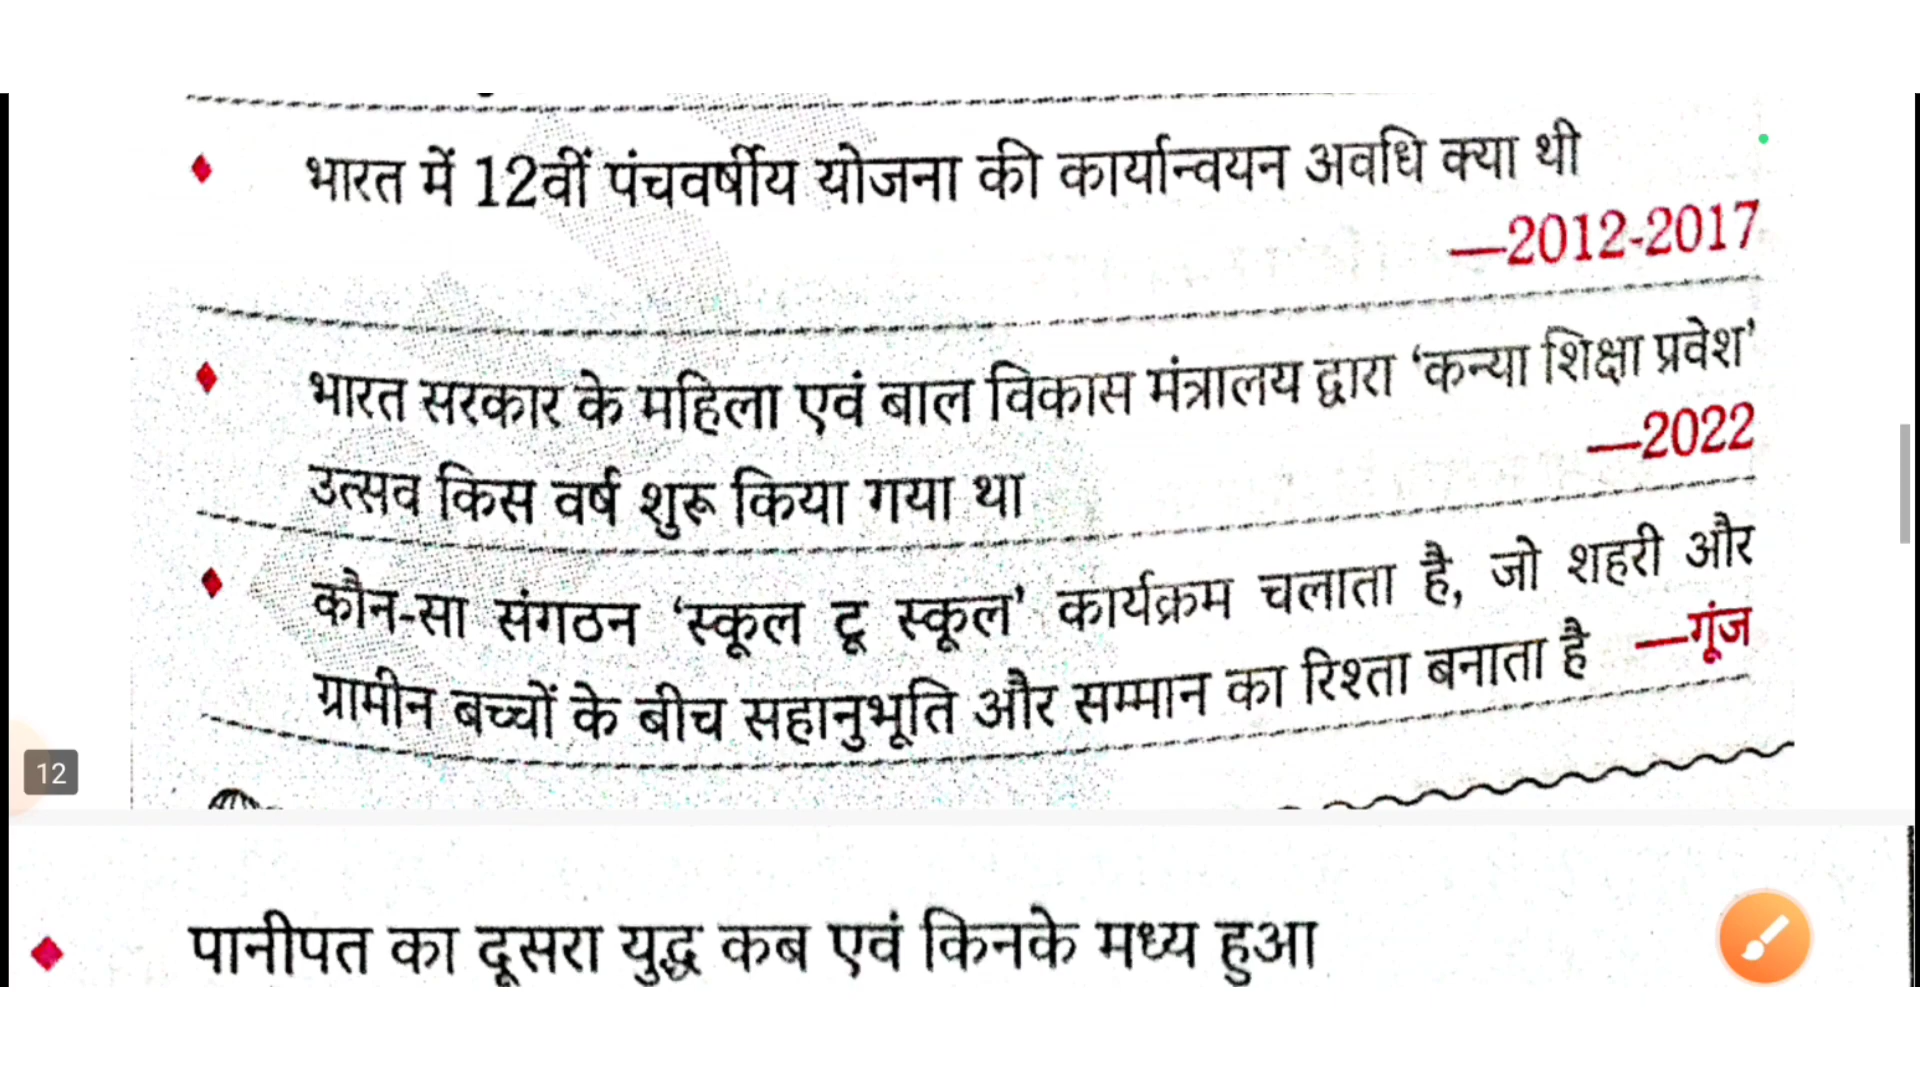 भारत में 12वीं पंचवर्षीय योजना की कार्यान्वयन अवधि क्या थी
—2012-2017
भारत सरकार के महिला एवं बाल विकास मंत्रालय द्वारा ‘कन्या शिक्षा प्रवेश’
उत्सव किस वर्ष शुरू किया गया था
—2022
कौन-सा संगठन ‘स्कूल टू स्कूल’ कार्यक्रम चलाता है, जो शहरी और
ग्रामीन बच्चों के बीच सहानुभूति और सम्मान का रिश्ता बनाता है —गूंज
12
पानीपत का दूसरा युद्ध कब एवं किनके मध्य हुआ